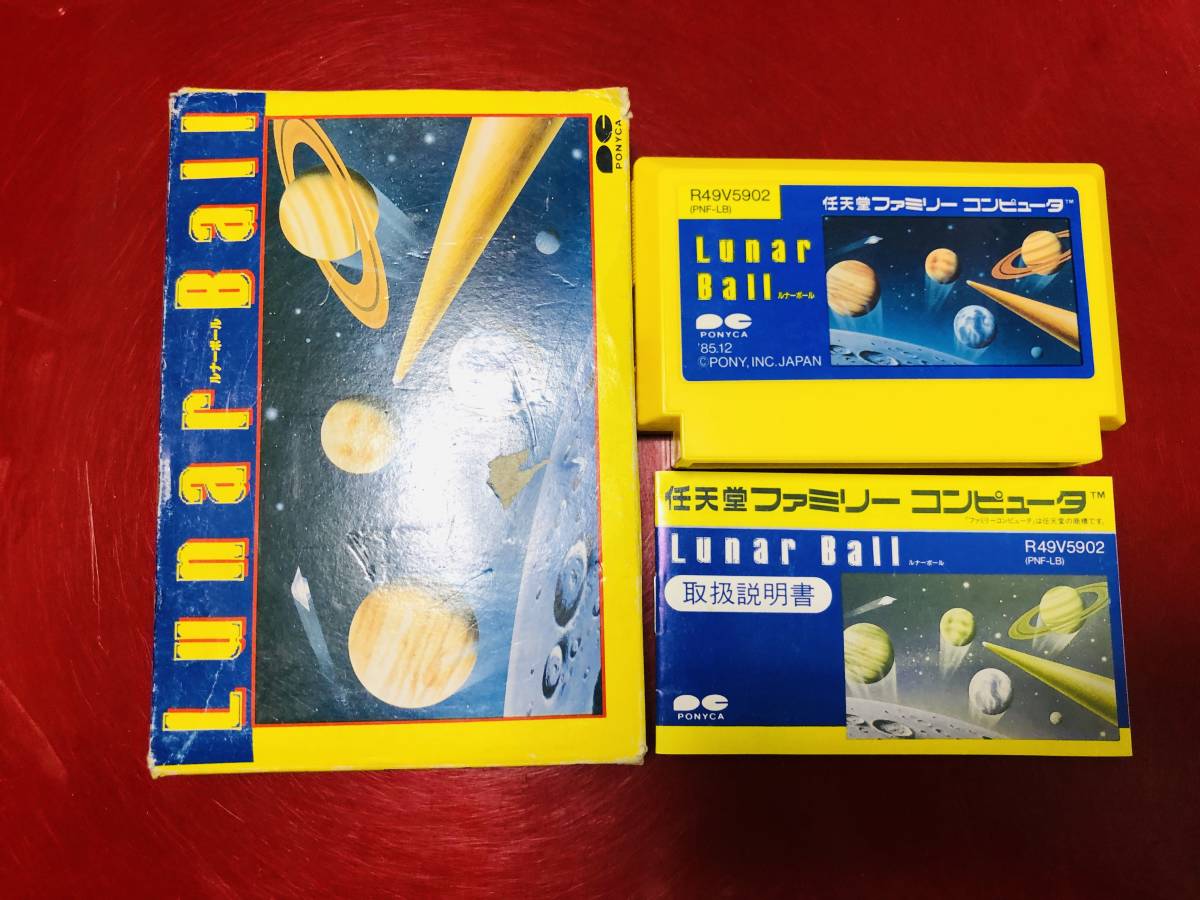 Lunar Ball
ルナーボール
PONYCA
R49V5902
(PNF-LB)
任天堂ファミリー コンピュータ™
Lunar
Ball ルナーボール
PONYCA
'85.12
©PONY, INC. JAPAN
任天堂ファミリー コンピュータ™
「ファミリーコンピュータ」は任天堂の商標です。
Lunar Ball ルナーボール
R49V5902
(PNF-LB)
取扱説明書
PONYCA